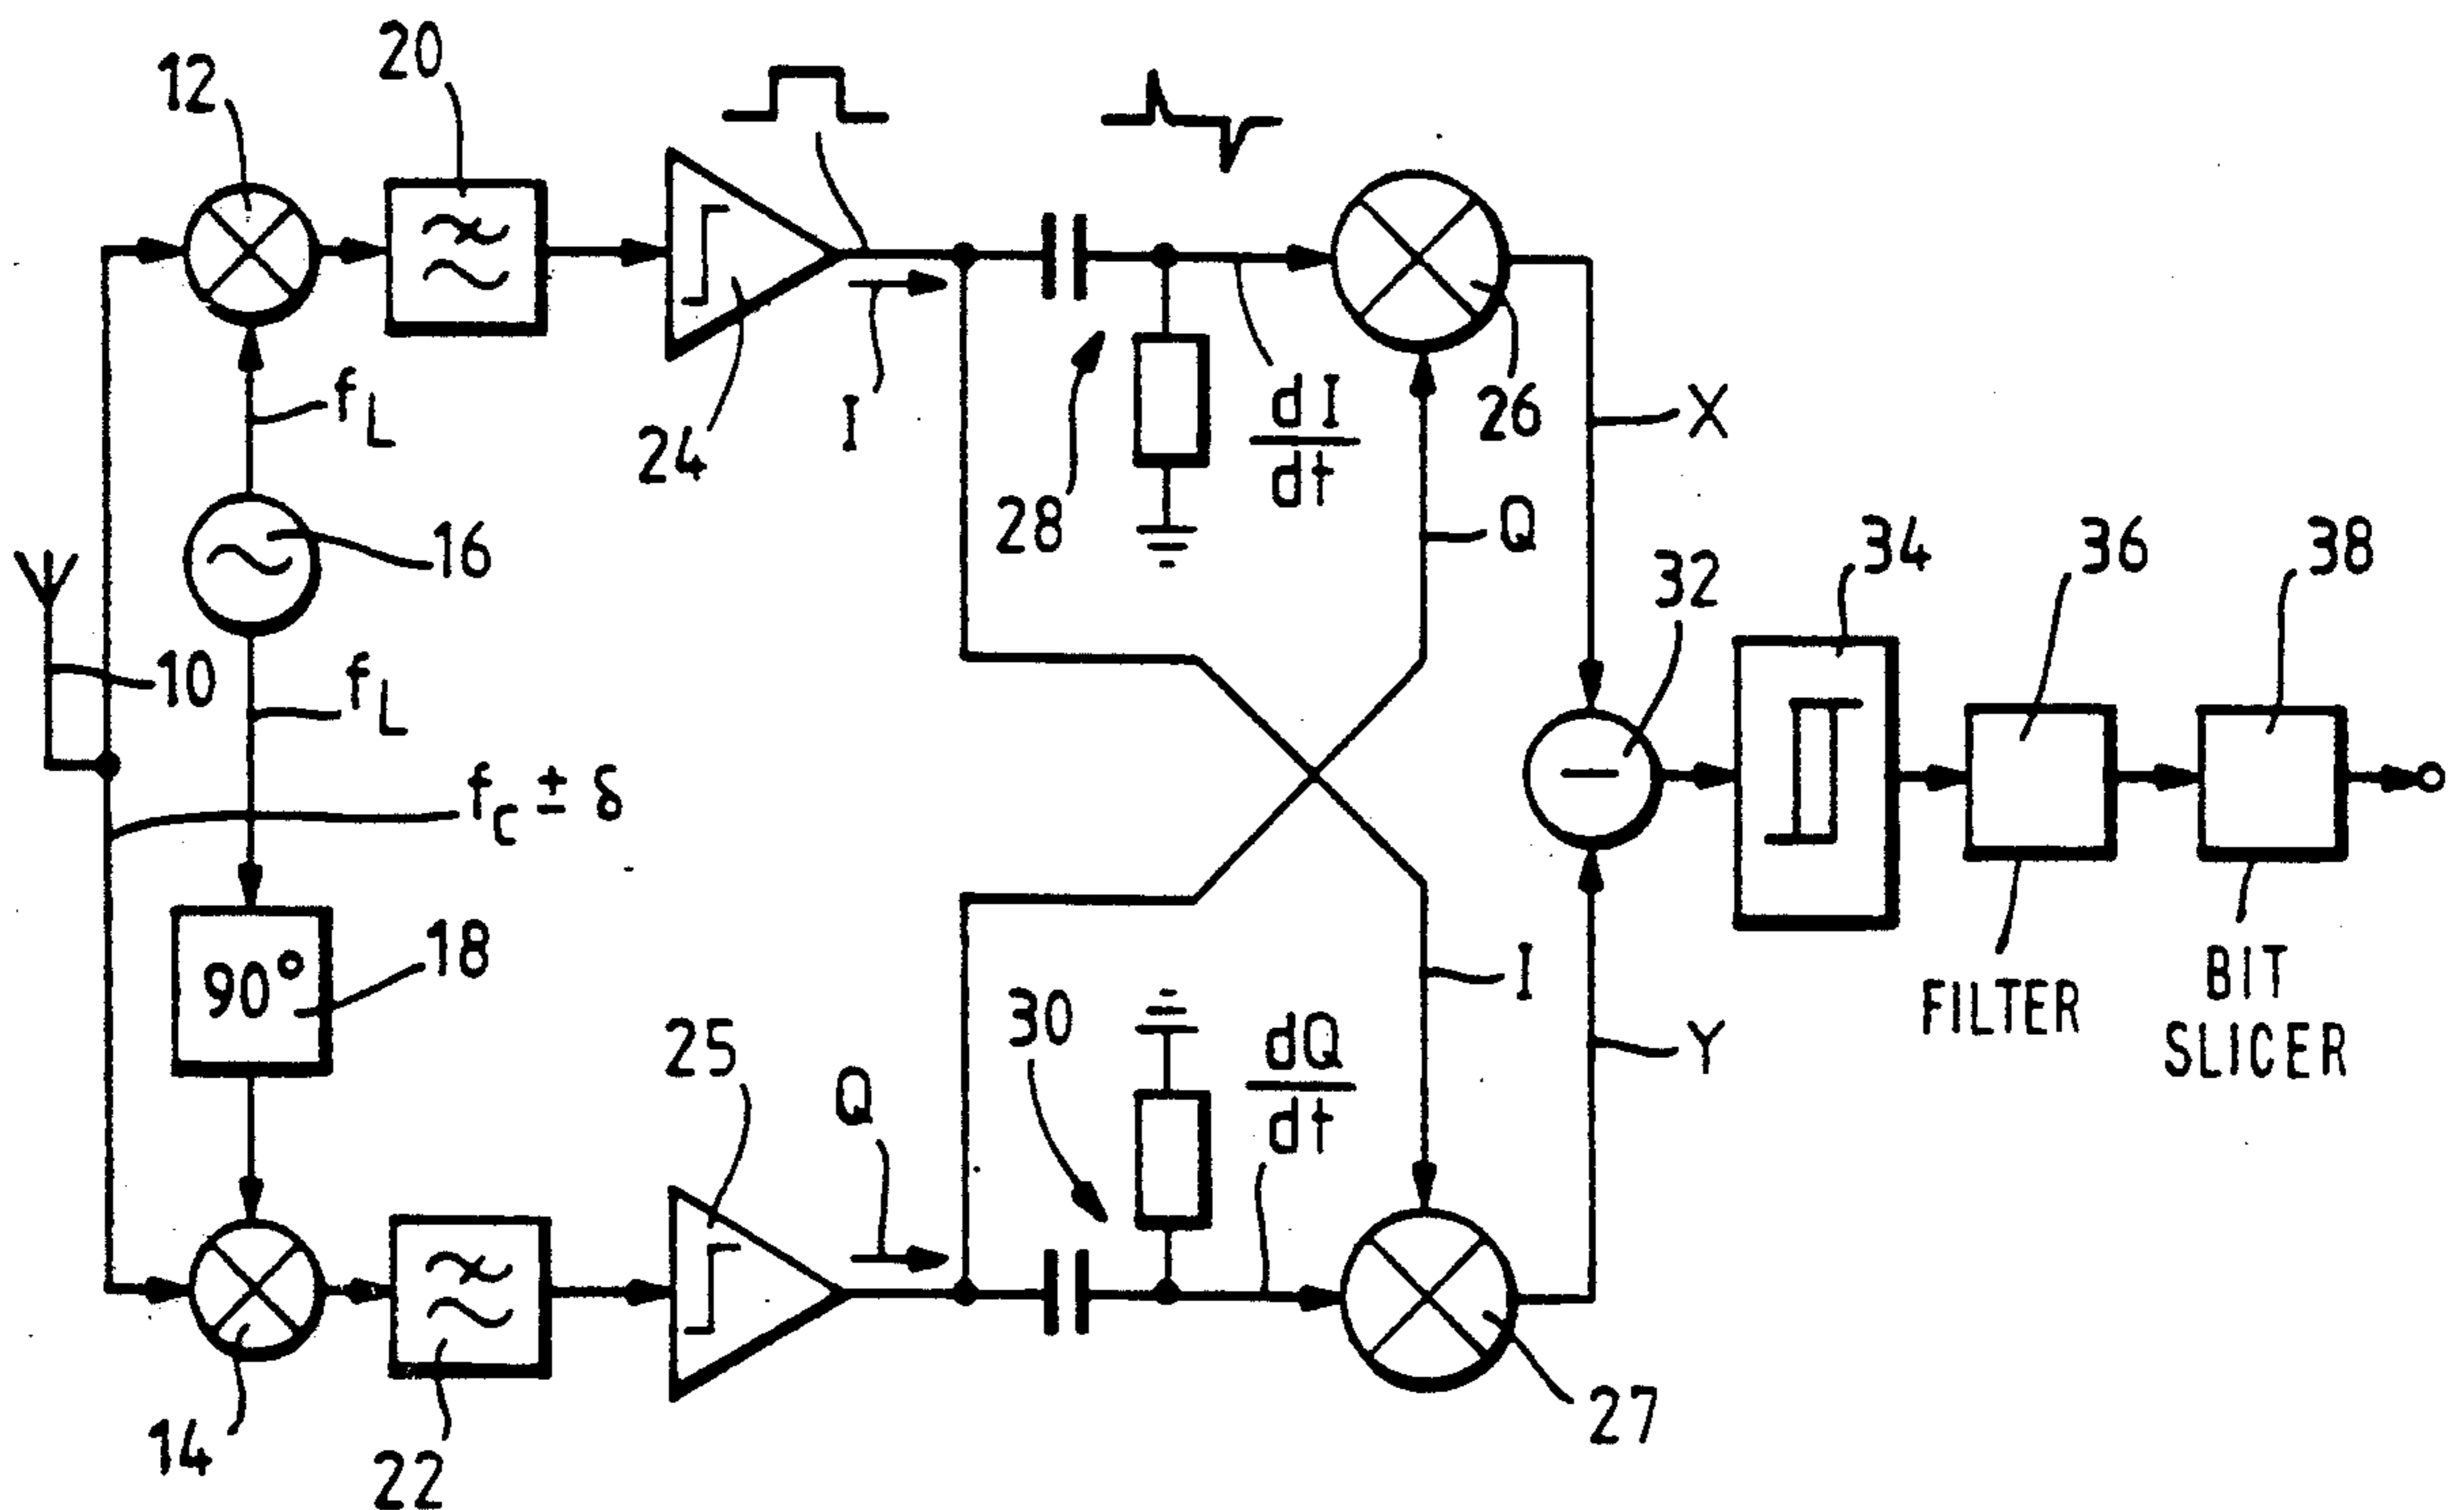 20
12
f_L
24
I
28
dI
dt
26
X
Q
16
10
f_L
f_C ± δ
32
34
36
38
90°
18
25
Q
30
dQ
dt
I
Y
FILTER
BIT
SLICER
14
22
27